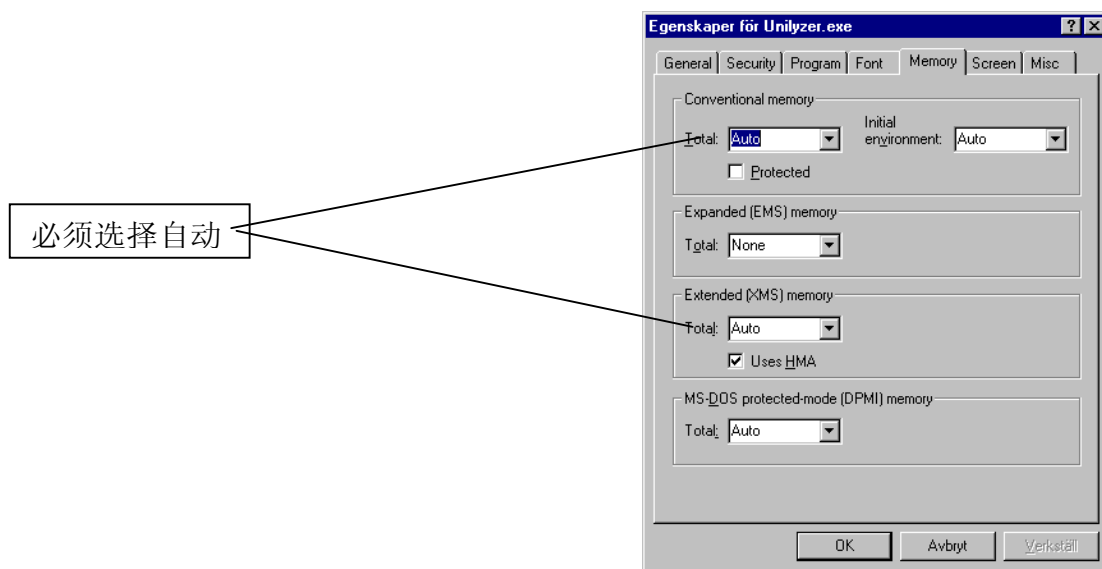 必须选择自动
Egenskaper för Unilyzer.exe
General Security Program Font Memory Screen Misc
Conventional memory
Total: Auto Initial environment: Auto
Protected
Expanded (EMS) memory
Total: None
Extended (XMS) memory
Total: Auto
Uses HMA
MS-DOS protected-mode (DPMI) memory
Total: Auto
OK Avbryt Verkställ